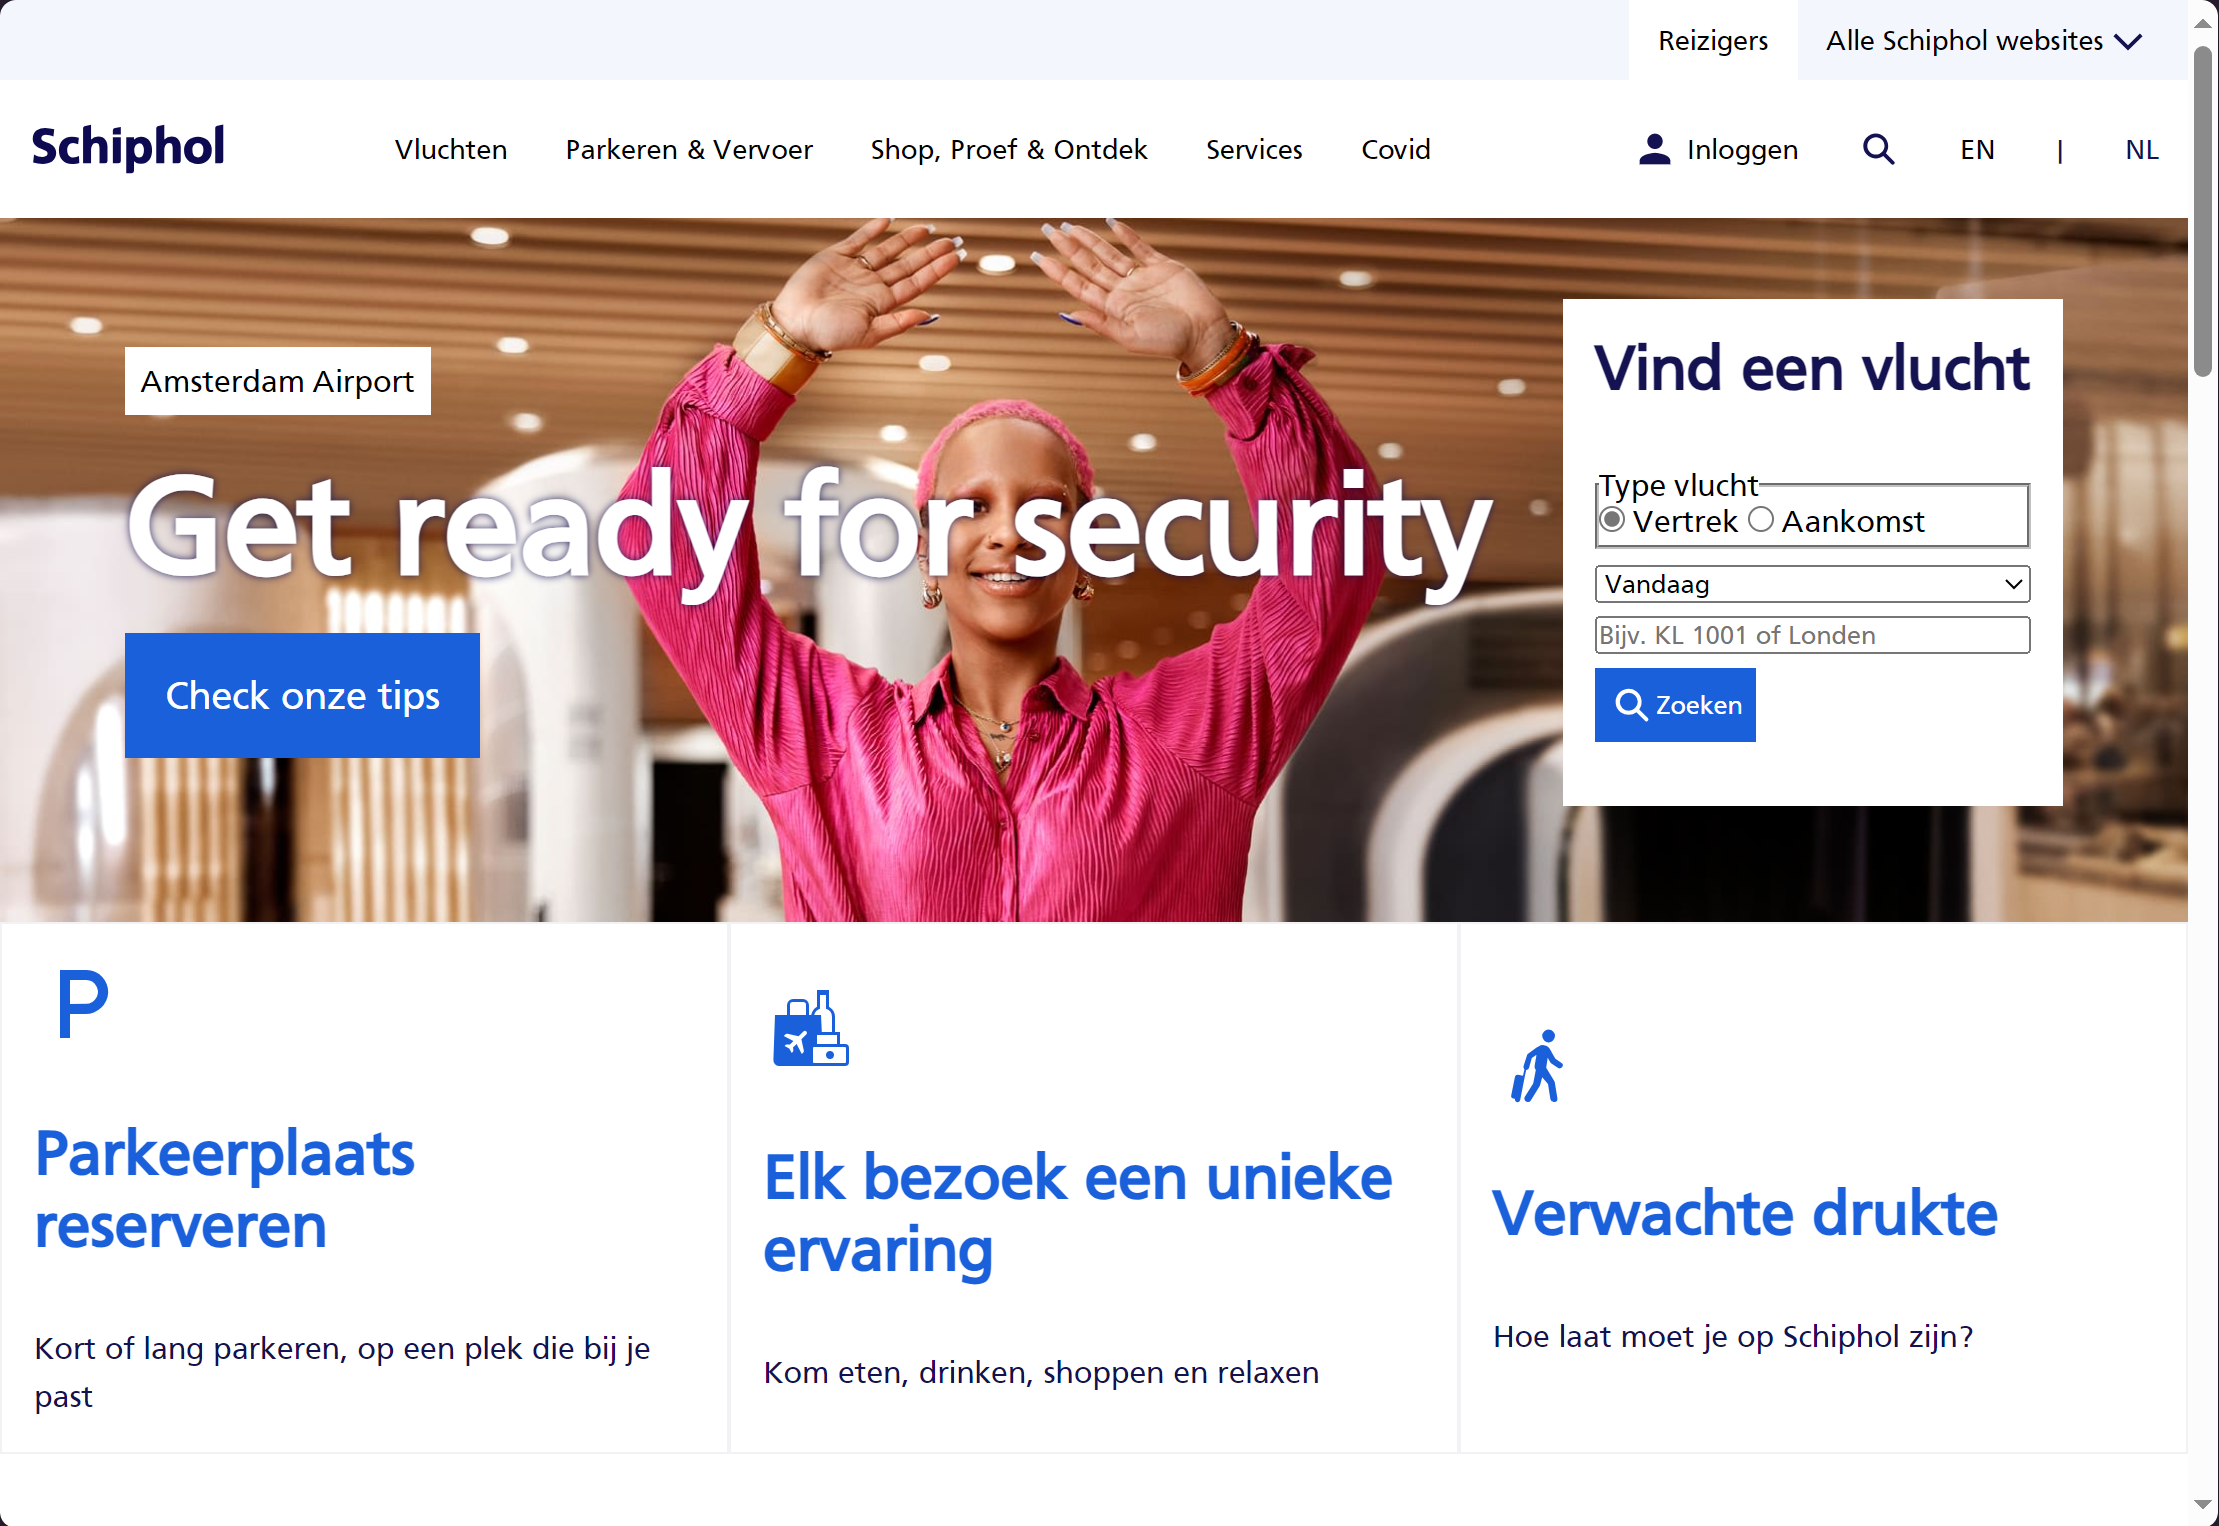 Reizigers
Alle Schiphol websites
Schiphol
Vluchten
Parkeren & Vervoer
Shop, Proef & Ontdek
Services
Covid
Inloggen
EN
|
NL
Amsterdam Airport
Get ready for security
Check onze tips
Vind een vlucht
Type vlucht
Vertrek Aankomst
Vandaag
Bijv. KL 1001 of Londen
Zoeken
P
Parkeerplaats
reserveren
Kort of lang parkeren, op een plek die bij je
past
Elk bezoek een unieke
ervaring
Kom eten, drinken, shoppen en relaxen
Verwachte drukte
Hoe laat moet je op Schiphol zijn?